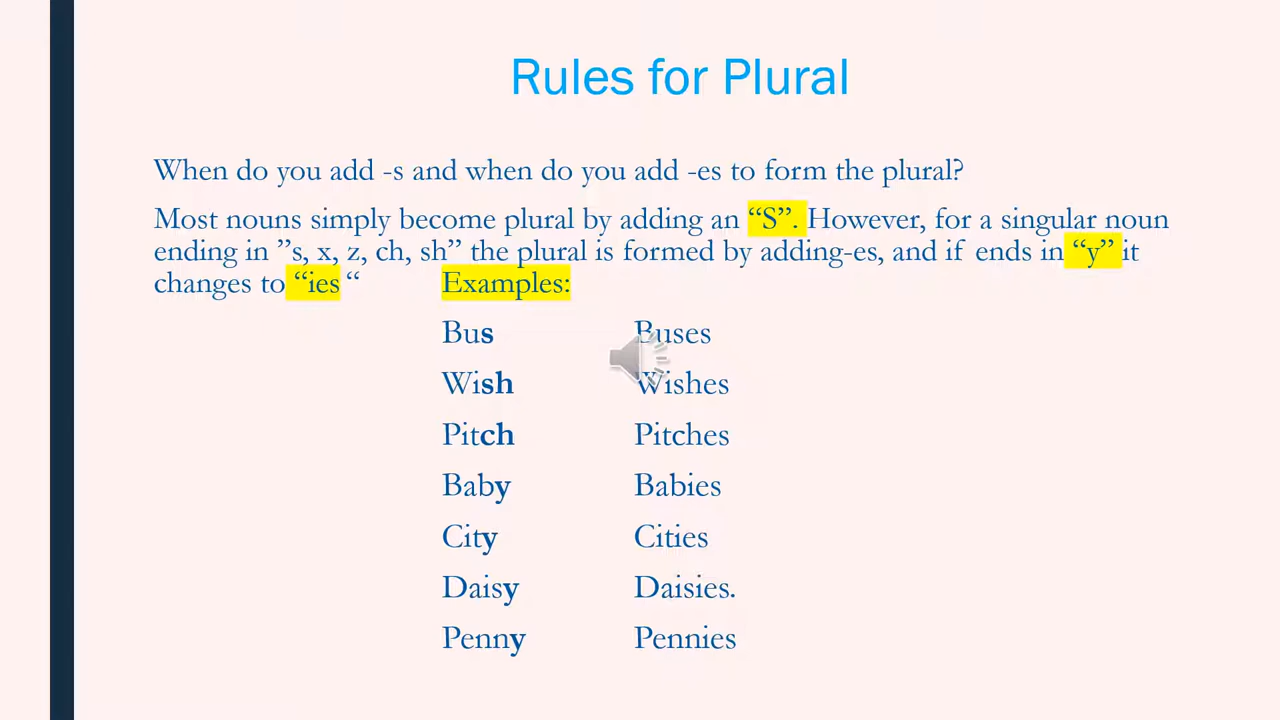 Rules for Plural
When do you add -s and when do you add -es to form the plural?
Most nouns simply become plural by adding an “S”. However, for a singular noun
ending in ”s, x, z, ch, sh” the plural is formed by adding-es, and if ends in “y” it
changes to “ies “ Examples:
Bus Buses
Wish Wishes
Pitch Pitches
Baby Babies
City Cities
Daisy Daisies.
Penny Pennies